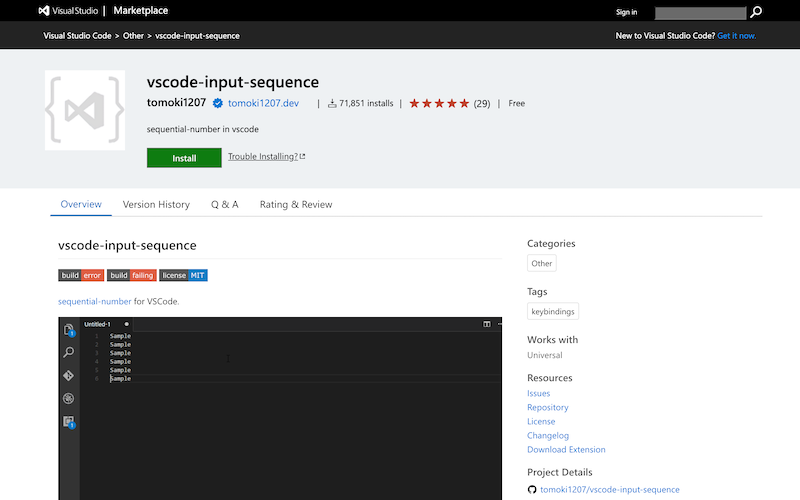 Visual Studio | Marketplace
Sign in
Visual Studio Code > Other > vscode-input-sequence
New to Visual Studio Code? Get it now.
vscode-input-sequence
tomoki1207 tomoki1207.dev | 71,851 installs | (29) | Free
sequential-number in vscode
Install Trouble Installing?
Overview Version History Q & A Rating & Review
vscode-input-sequence
build error build failing license MIT
sequential-number for VSCode.
Untitled-1
1 Sample
2 Sample
3 Sample
4 Sample
5 Sample
6 Sample
1
1
Categories
Other
Tags
keybindings
Works with
Universal
Resources
Issues
Repository
License
Changelog
Download Extension
Project Details
tomoki1207/vscode-input-sequence